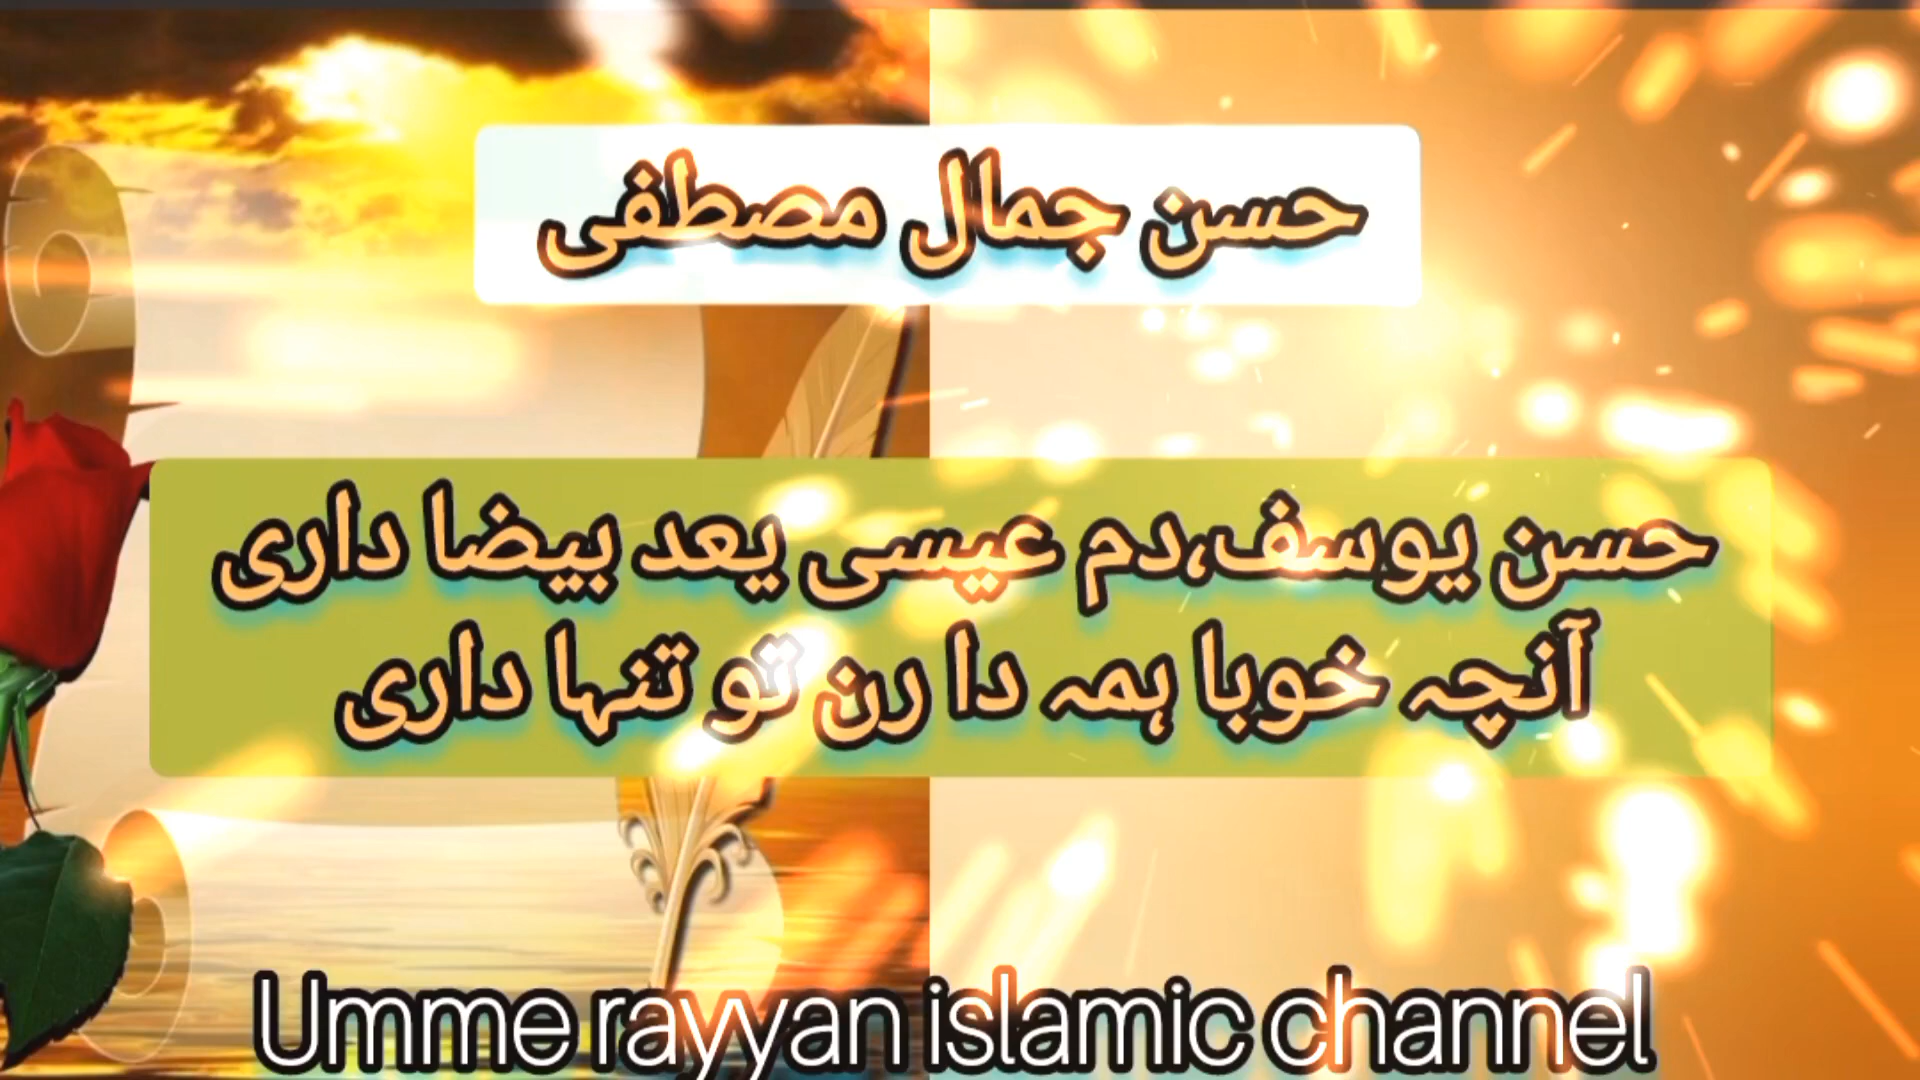 حسن جمال مصطفی
حسن یوسف،دم عیسی یعد بیضا داری
آنچہ خوبا ہمہ دا رن تو تنہا داری
Umme rayyan islamic channel